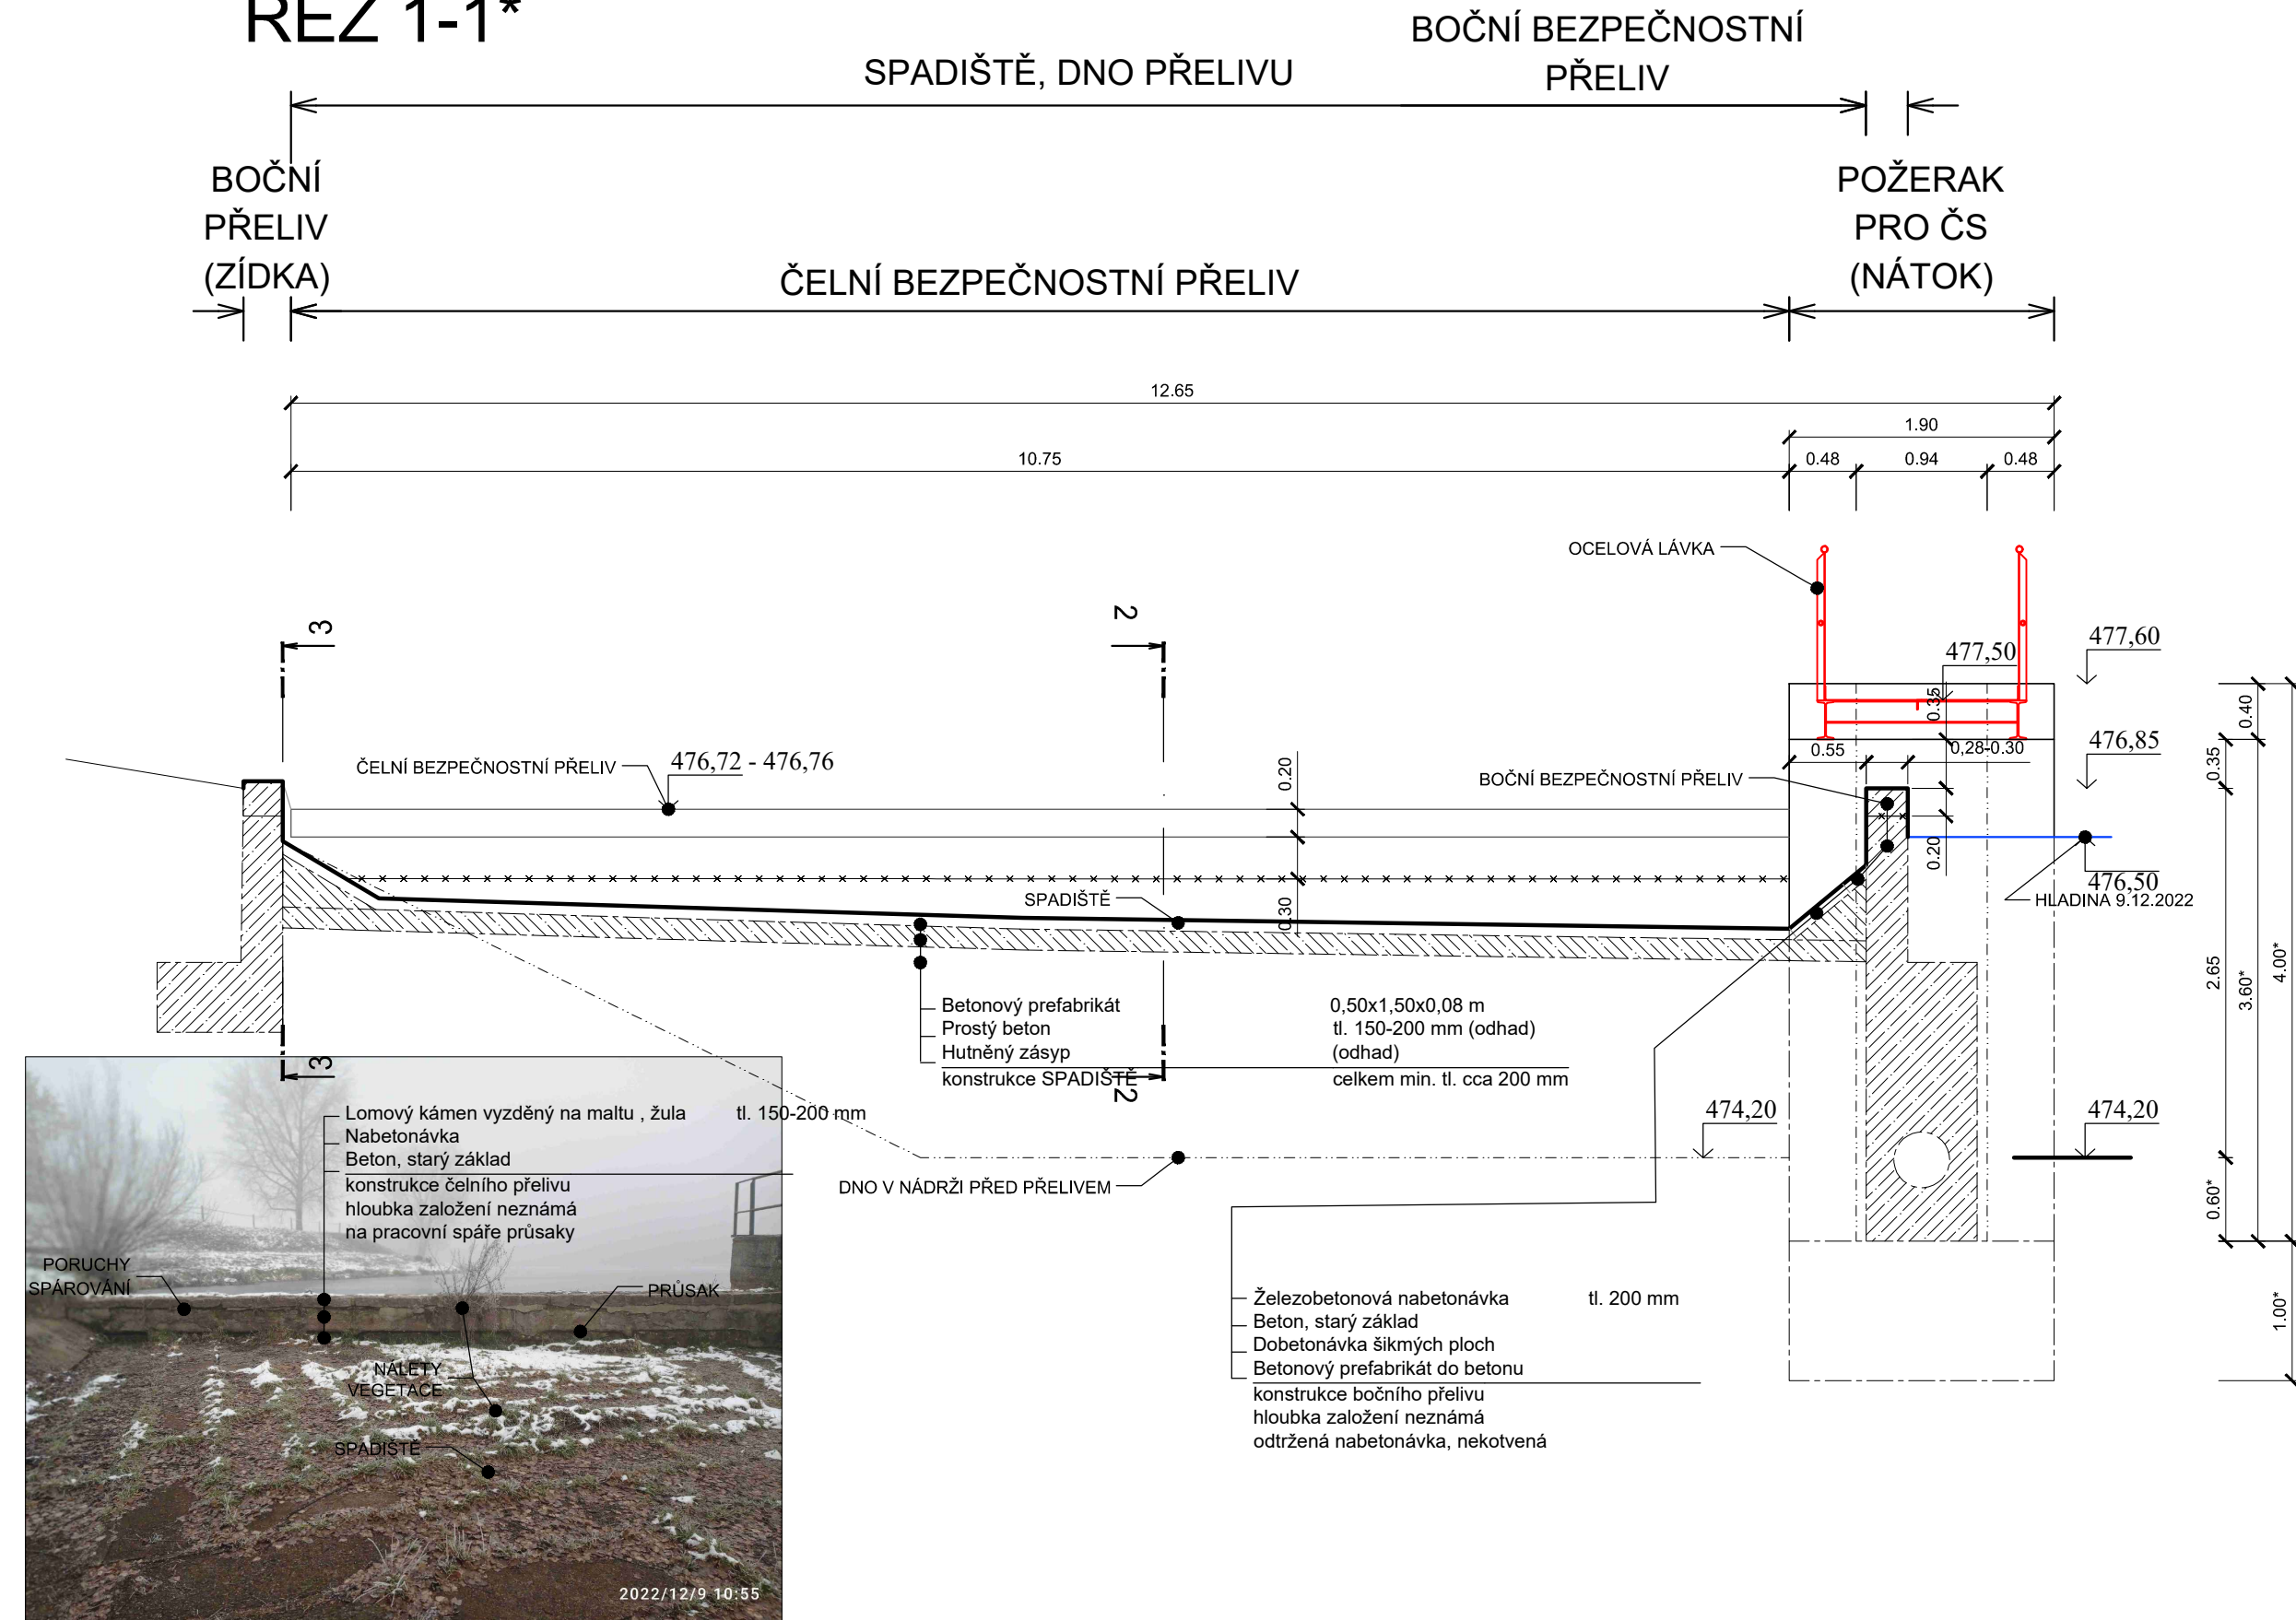 ŘEZ 1-1*
BOČNÍ BEZPEČNOSTNÍ
PŘELIV
SPADIŠTĚ, DNO PŘELIVU
BOČNÍ
PŘELIV
(ZÍDKA)
POŽERAK
PRO ČS
(NÁTOK)
ČELNÍ BEZPEČNOSTNÍ PŘELIV
12.65
1.90
10.75
0.48
0.94
0.48
OCELOVÁ LÁVKA
3
2
477,60
477,50
0.35
0.40
476,85
0.35
0.55
0,28-0.30
ČELNÍ BEZPEČNOSTNÍ PŘELIV
476,72 - 476,76
0.20
BOČNÍ BEZPEČNOSTNÍ PŘELIV
0.20
476,50
HLADINA 9.12.2022
SPADIŠTĚ
0.30
2.65
3.60*
4.00*
Betonový prefabrikát 0,50x1,50x0,08 m
Prostý beton tl. 150-200 mm (odhad)
Hutněný zásyp (odhad)
konstrukce SPADIŠTĚ celkem min. tl. cca 200 mm
3
2
474,20
474,20
Lomový kámen vyzděný na maltu , žula tl. 150-200 mm
Nabetonávka
Beton, starý základ
konstrukce čelního přelivu
hloubka založení neznámá
na pracovní spáře průsaky
DNO V NÁDRŽI PŘED PŘELIVEM
0.60*
PORUCHY
SPÁROVÁNÍ
PRŮSAK
NÁLETY
VEGETACE
SPADIŠTĚ
Železobetonová nabetonávka tl. 200 mm
Beton, starý základ
Dobetonávka šikmých ploch
Betonový prefabrikát do betonu
konstrukce bočního přelivu
hloubka založení neznámá
odtržená nabetonávka, nekotvená
1.00*
2022/12/9 10:55